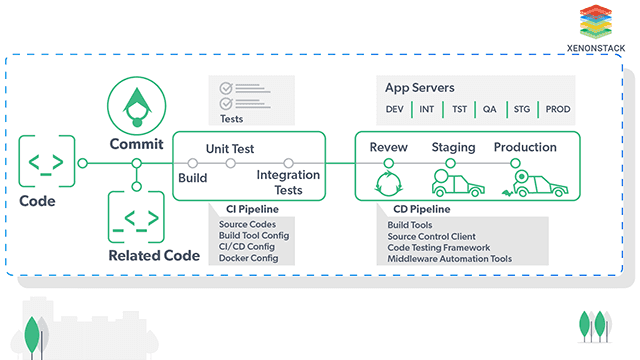 XENONSTACK
Tests
App Servers
DEV INT TST QA STG PROD
Commit
Unit Test
Build
Integration
Tests
Revew
Staging
Production
<_>
Code
_<_>
Related Code
CI Pipeline
Source Codes
Build Tool Config
CI/CD Config
Docker Config
CD Pipeline
Build Tools
Source Control Client
Code Testing Framework
Middleware Automation Tools